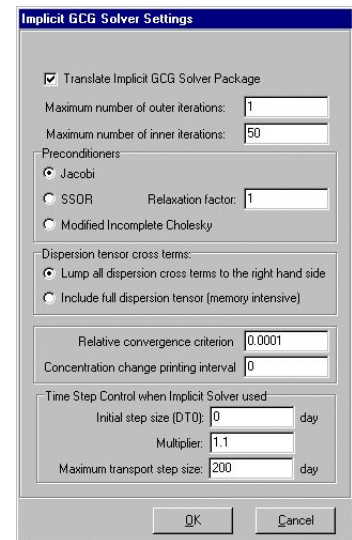 Implicit GCG Solver Settings
Translate Implicit GCG Solver Package
Maximum number of outer iterations: 1
Maximum number of inner iterations: 50
Preconditioners
Jacobi
SSOR Relaxation factor: 1
Modified Incomplete Cholesky
Dispersion tensor cross terms:
Lump all dispersion cross terms to the right hand side
Include full dispersion tensor (memory intensive)
Relative convergence criterion 0.0001
Concentration change printing interval 0
Time Step Control when Implicit Solver used
Initial step size (DT0): 0 day
Multiplier: 1.1
Maximum transport step size: 200 day
OK Cancel